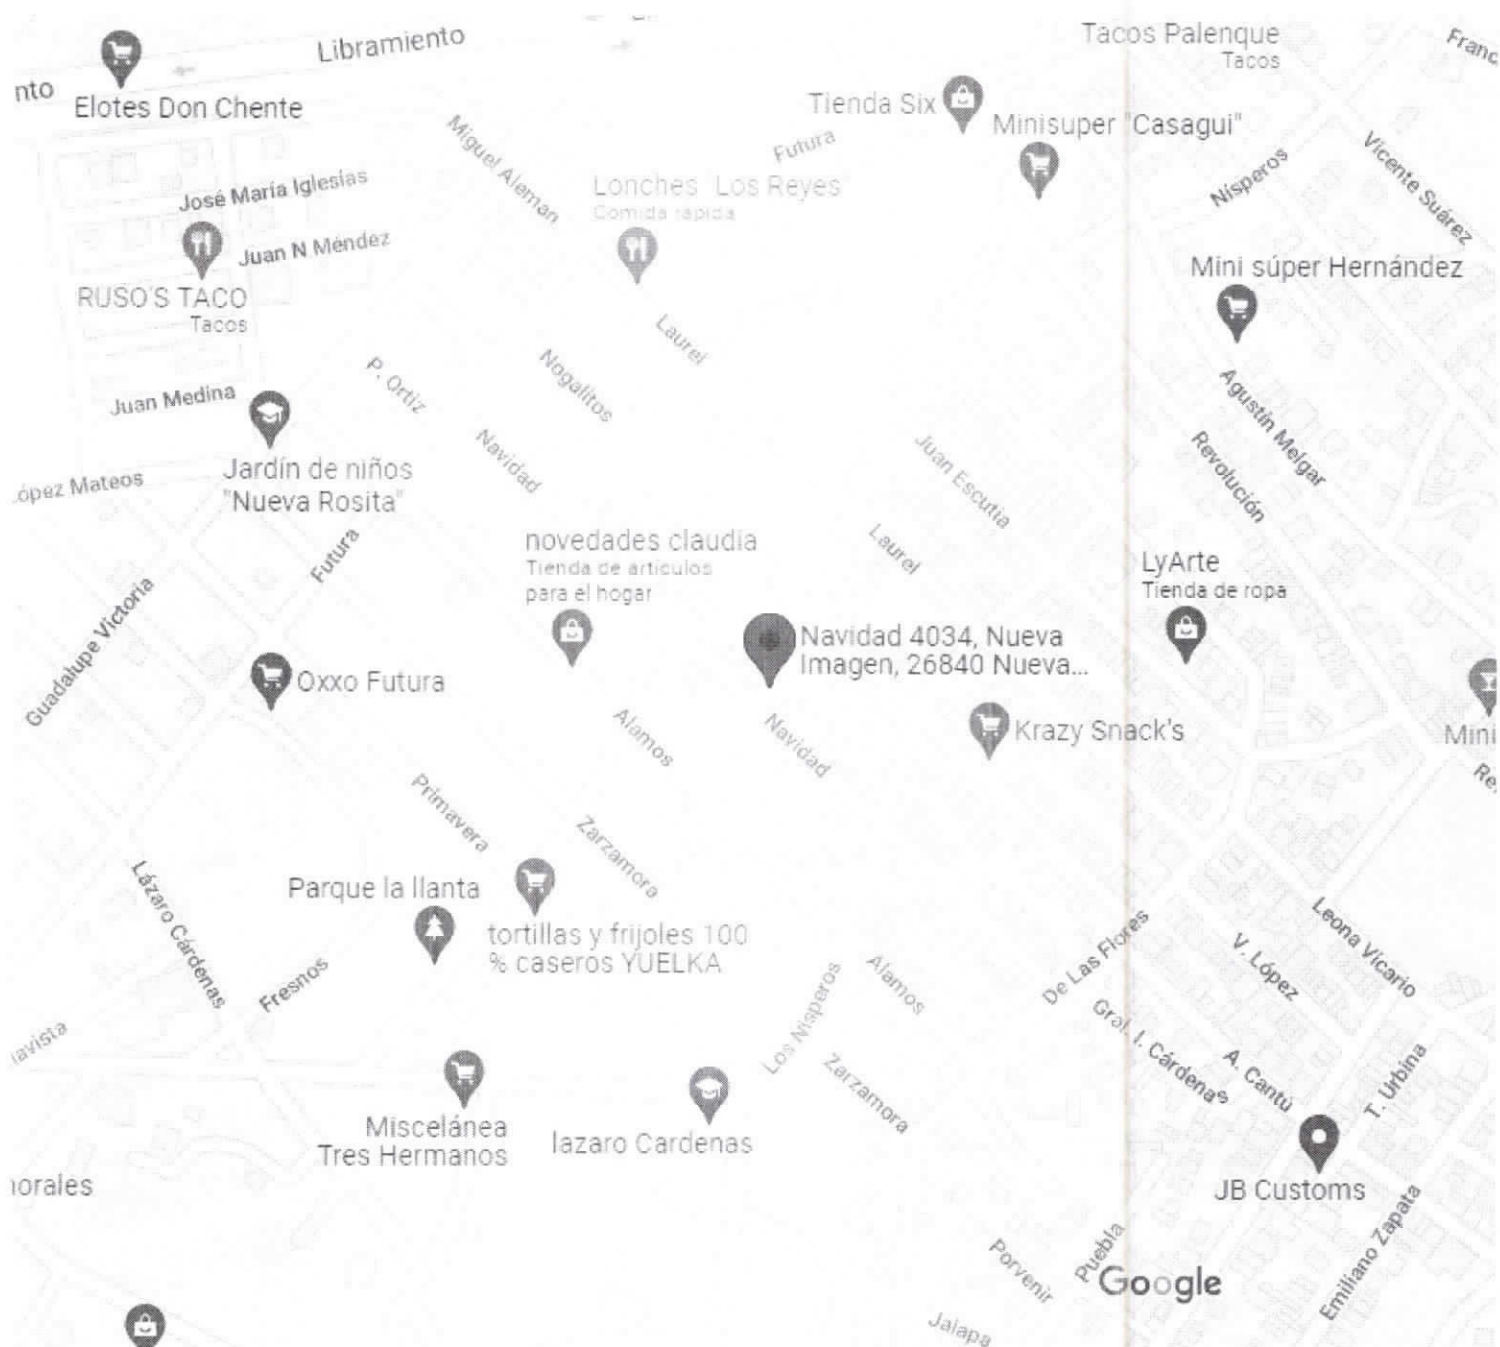 Libramiento
nto
Elotes Don Chente
Tacos Palenque
Tacos
Franc
Tienda Six
Minisuper "Casagui"
Miguel Aleman
Futura
Vicente Suárez
Nísperos
José María Iglesias
Lonches Los Reyes
Comida rápida
Juan N Méndez
Mini súper Hernández
RUSO'S TACO
Tacos
Laurel
P. Ortiz
Nogalitos
Juan Medina
Agustín Melgar
Navidad
Revolución
Juan Escutia
Jardín de niños
"Nueva Rosita"
ópez Mateos
Futura
novedades claudia
Tienda de artículos
para el hogar
Laurel
LyArte
Tienda de ropa
Guadalupe Victoria
Navidad 4034, Nueva
Imagen, 26840 Nueva...
Oxxo Futura
Alamos
Navidad
Krazy Snack's
Mini
Re.
Primavera
Zarzamora
Parque la llanta
Lázaro Cárdenas
tortillas y frijoles 100
% caseros YUELKA
Fresnos
De Las Flores
Leona Vicario
V. López
Alamos
Los Nísperos
Gral. I. Cárdenas
avista
A. Cantú
T. Urbina
Zarzamora
Miscelánea
Tres Hermanos
lazaro Cardenas
orales
JB Customs
Puebla
Porvenir
Emiliano Zapata
Google
Jalapa